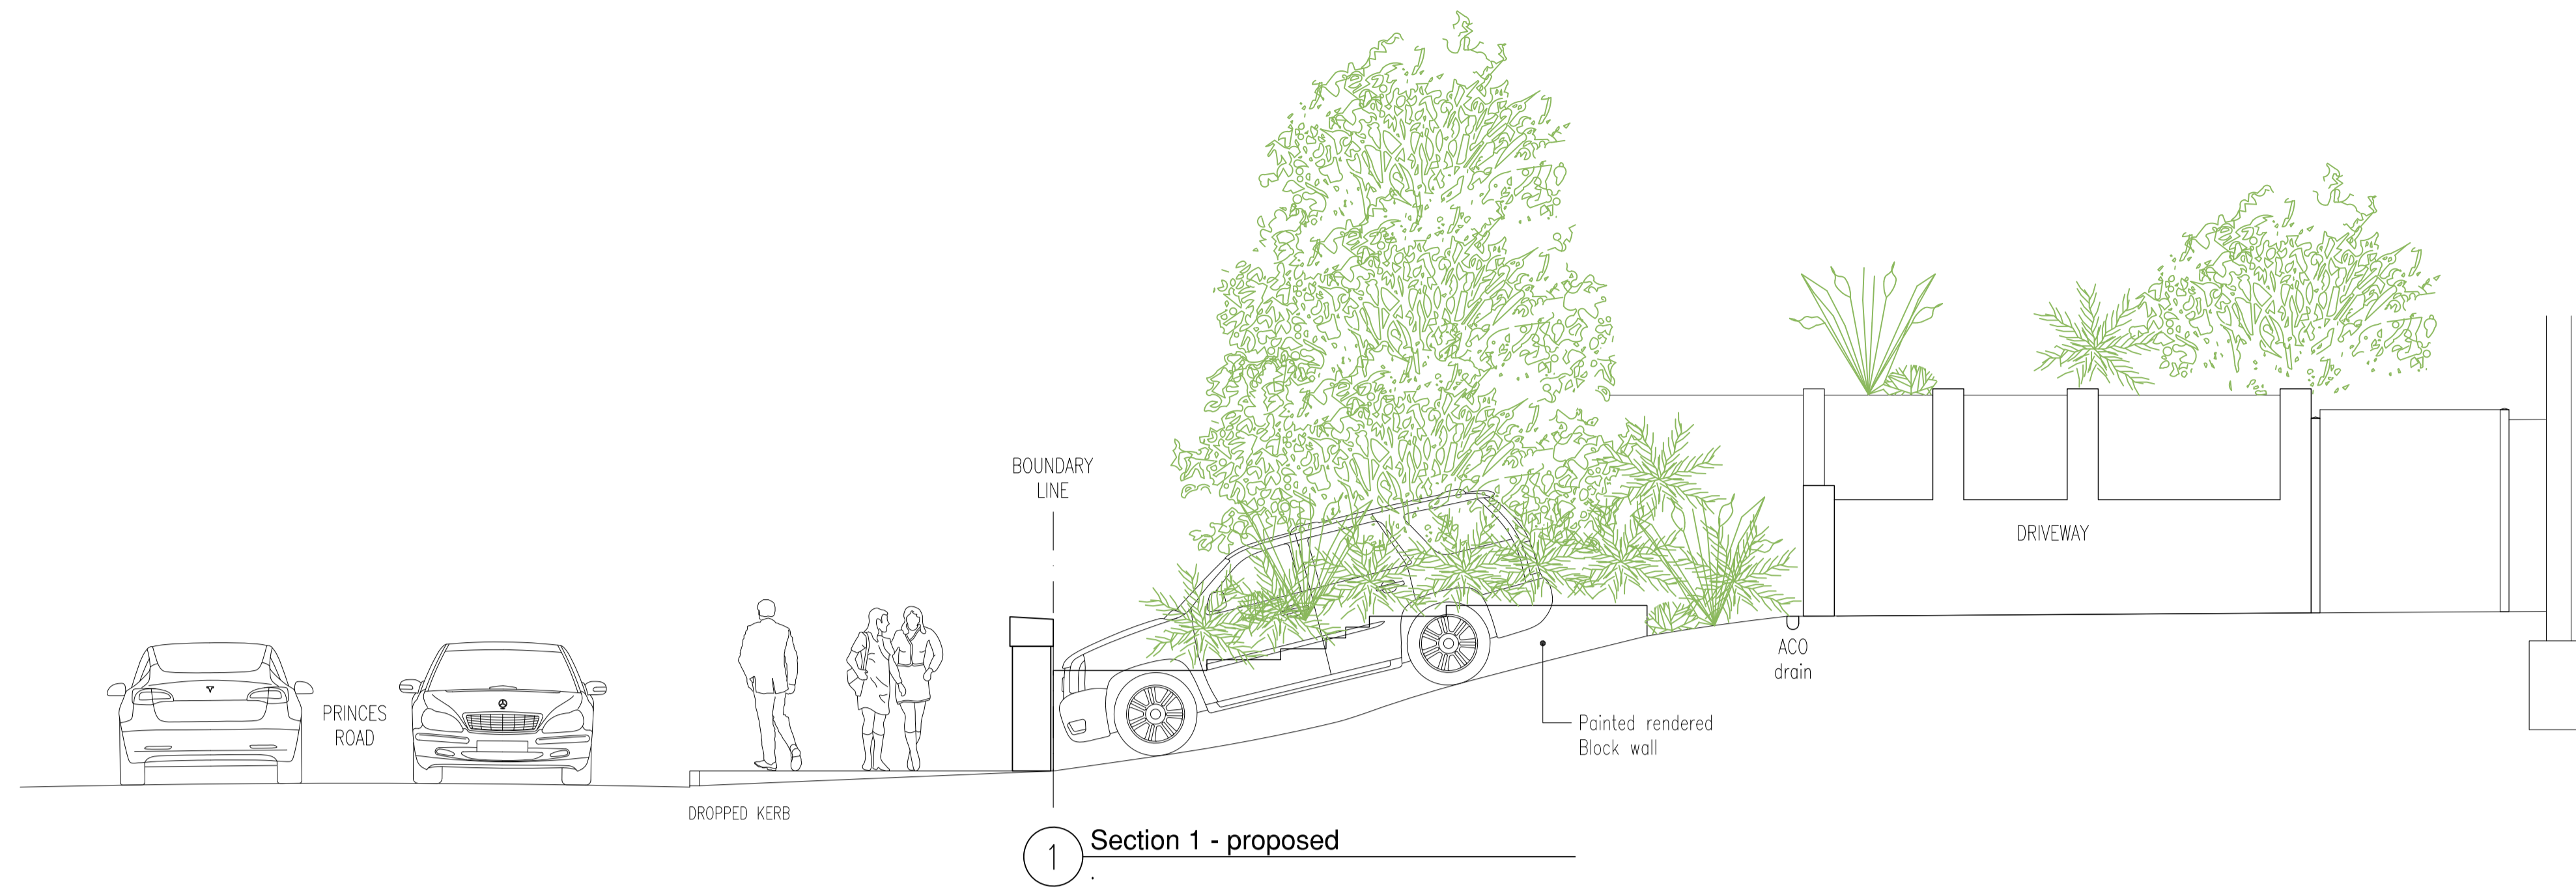 BOUNDARY
LINE
DRIVEWAY
ACO
drain
PRINCES
ROAD
Painted rendered
Block wall
DROPPED KERB
1
Section 1 - proposed
.